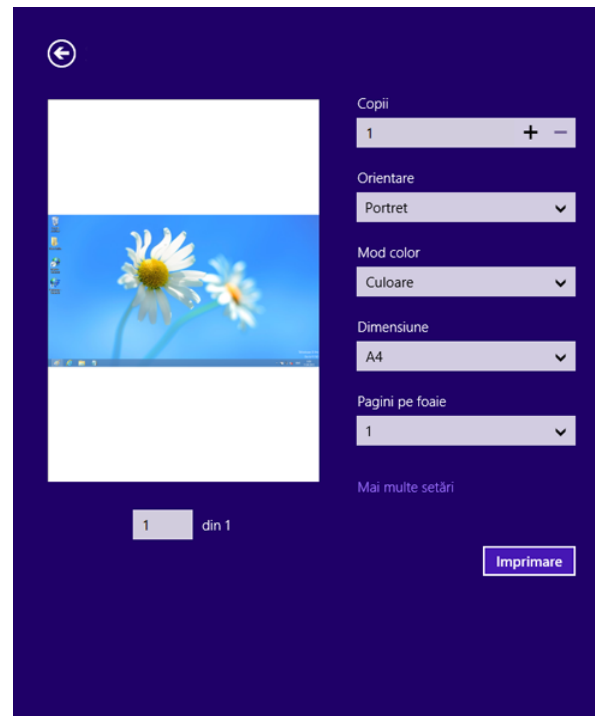 Copii
1
Orientare
Portret
Mod color
Culoare
Dimensiune
A4
Pagini pe foaie
1
Mai multe setări
1 din 1
Imprimare